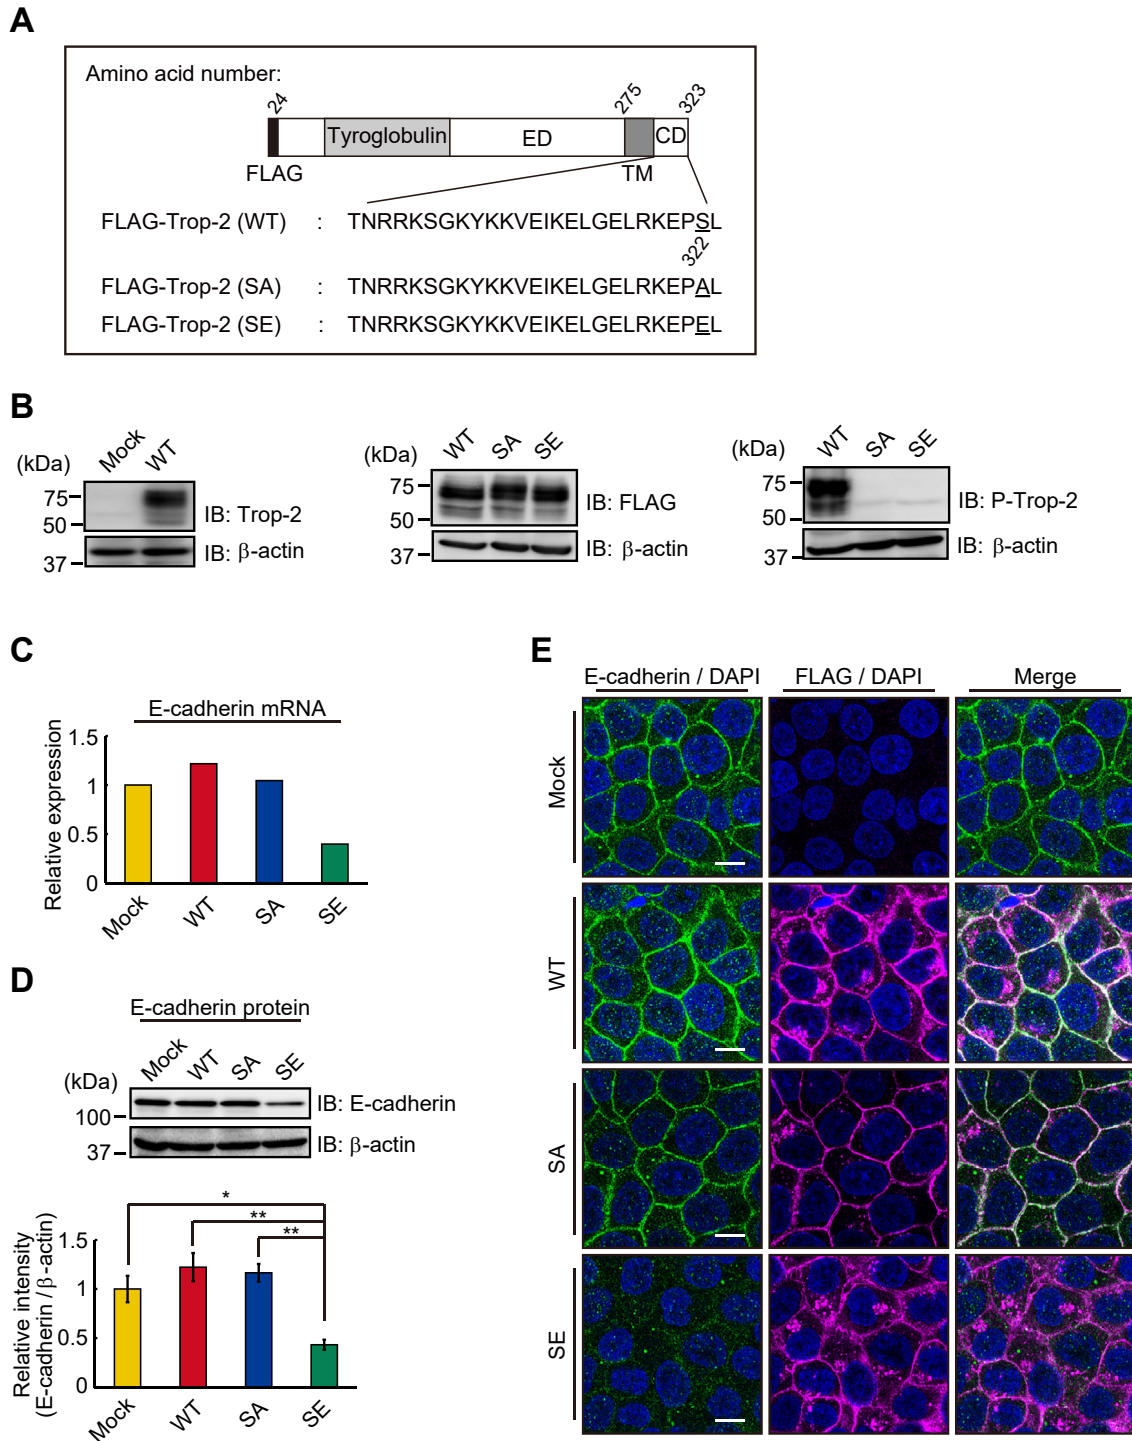 A
Amino acid number:
24 275 323
Tyroglobulin ED CD
FLAG TM
FLAG-Trop-2 (WT) : TNRRKSGKYKKVEIKELGELRKEPSL
322
FLAG-Trop-2 (SA) : TNRRKSGKYKKVEIKELGELRKEPAL
FLAG-Trop-2 (SE) : TNRRKSGKYKKVEIKELGELRKEPEL
B
(kDa) Mock WT
75
50
IB: Trop-2
37
IB: β-actin
(kDa) WT SA SE
75
50
IB: FLAG
37
IB: β-actin
(kDa) WT SA SE
75
50
IB: P-Trop-2
37
IB: β-actin
C
E-cadherin mRNA
Relative expression
1.5
1
0.5
0
Mock WT SA SE
D
E-cadherin protein
Mock WT SA SE
(kDa)
100
IB: E-cadherin
37
IB: β-actin
*
**
**
Relative intensity
(E-cadherin /β-actin)
1.5
1
0.5
0
Mock WT SA SE
E
E-cadherin / DAPI FLAG / DAPI Merge
Mock
WT
SA
SE